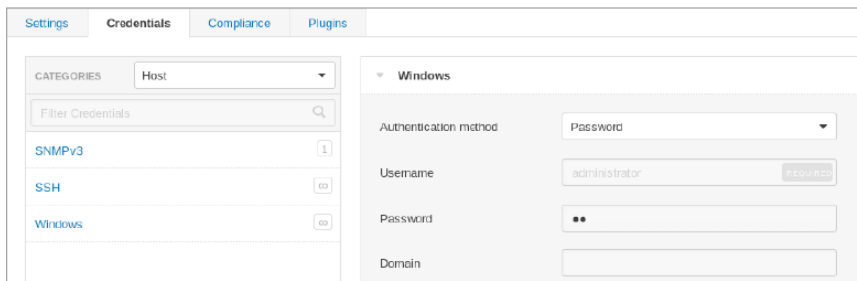 Settings Credentials Compliance Plugins
CATEGORIES Host
Filter Credentials
SNMPv3 1
SSH ∞
Windows ∞
Windows
Authentication method Password
Username administrator REQUIRED
Password ••
Domain